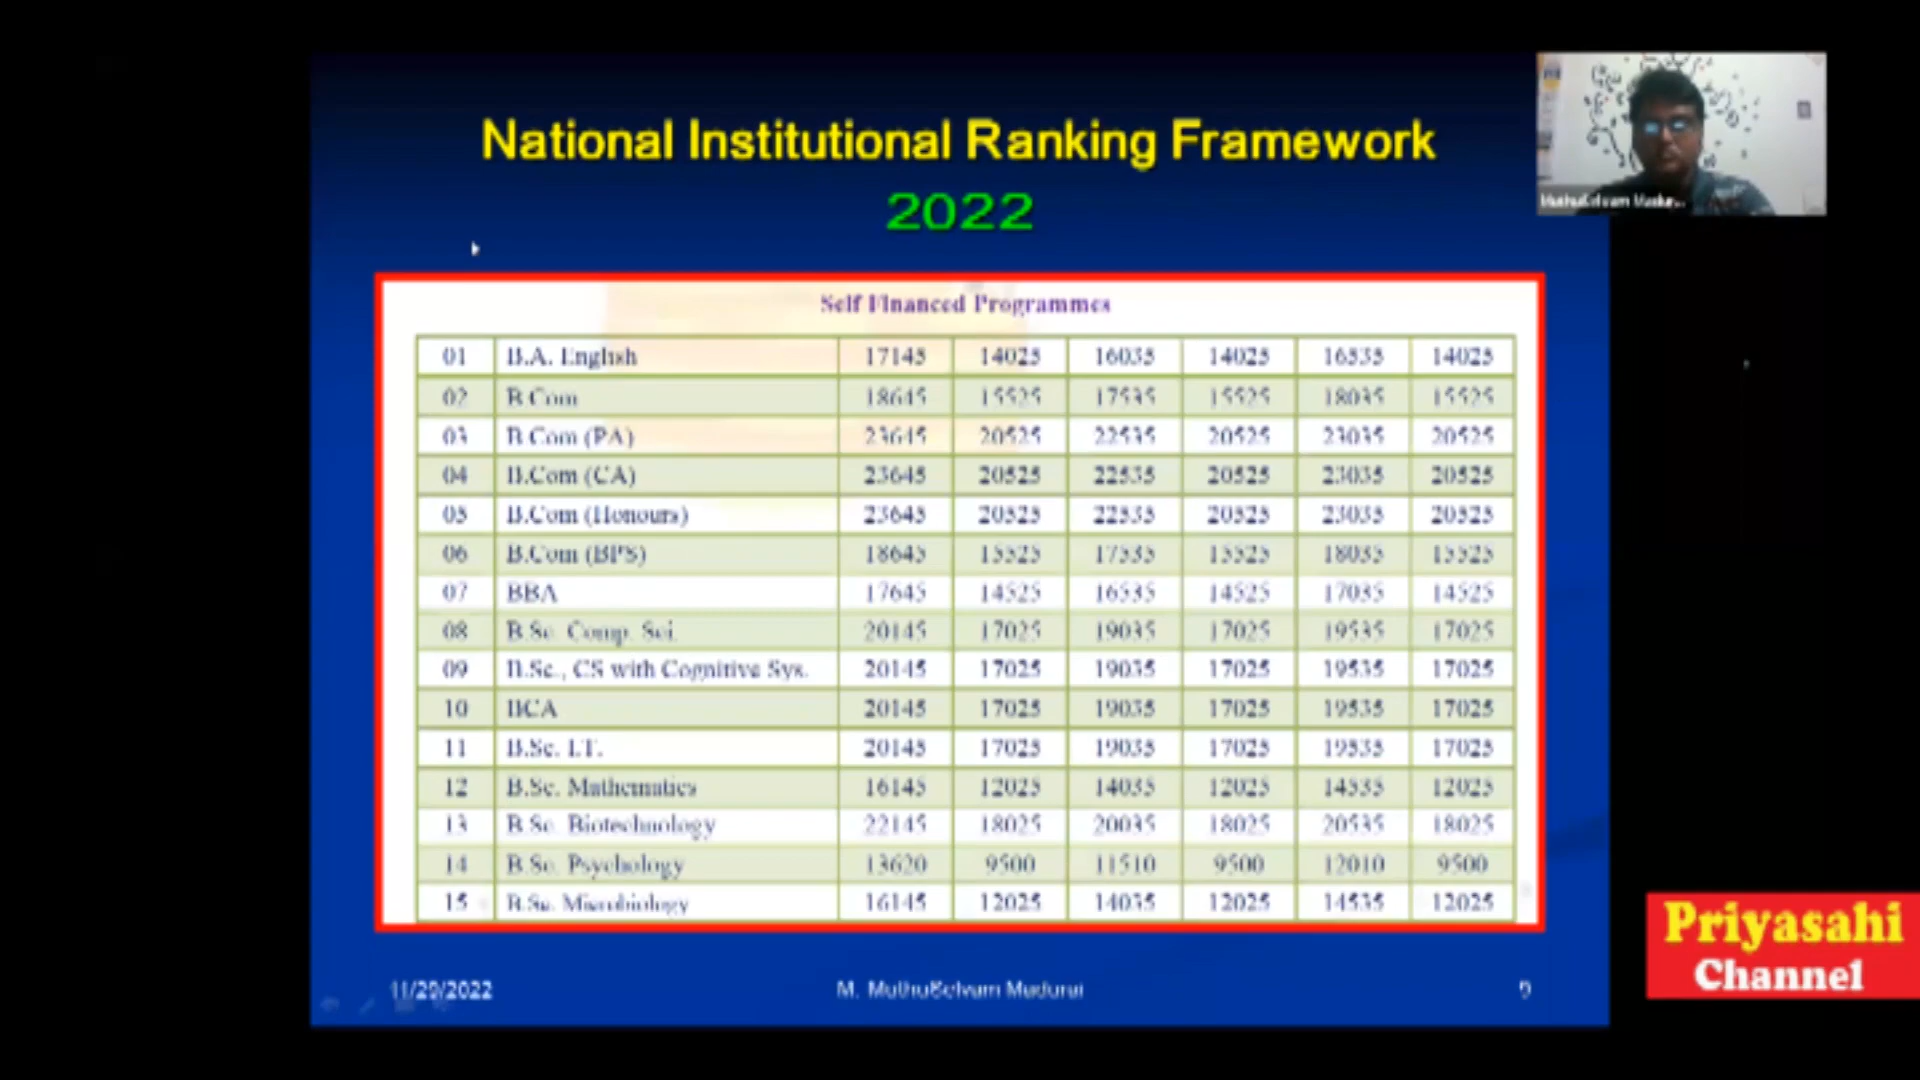 National Institutional Ranking Framework
2022
MuthuSelvam Madur...
Self Financed Programmes
01 B.A. English 17145 14025 16035 14025 16535 14025
02 B.Com 18645 15525 17535 15525 18035 15525
03 B.Com (PA) 23645 20525 22535 20525 23035 20525
04 B.Com (CA) 23645 20525 22535 20525 23035 20525
05 B.Com (Honours) 23645 20525 22535 20525 23035 20525
06 B.Com (BPS) 18645 15525 17535 15525 18035 15525
07 BBA 17645 14525 16535 14525 17035 14525
08 B.Sc. Comp. Sci. 20145 17025 19035 17025 19535 17025
09 B.Sc., CS with Cognitive Sys. 20145 17025 19035 17025 19535 17025
10 BCA 20145 17025 19035 17025 19535 17025
11 B.Sc. I.T. 20145 17025 19035 17025 19535 17025
12 B.Sc. Mathematics 16145 12025 14035 12025 14535 12025
13 B.Sc. Biotechnology 22145 18025 20035 18025 20535 18025
14 B.Sc. Psychology 13620 9500 11510 9500 12010 9500
15 B.Sc. Microbiology 16145 12025 14035 12025 14535 12025
11/29/2022 M. MuthuSelvam Madurai 9
Priyasahi
Channel